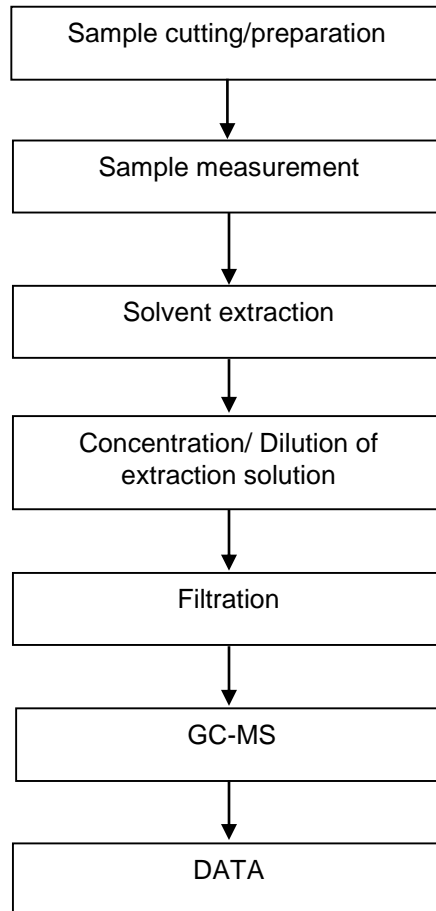 Sample cutting/preparation
Sample measurement
Solvent extraction
Concentration/ Dilution of
extraction solution
Filtration
GC-MS
DATA